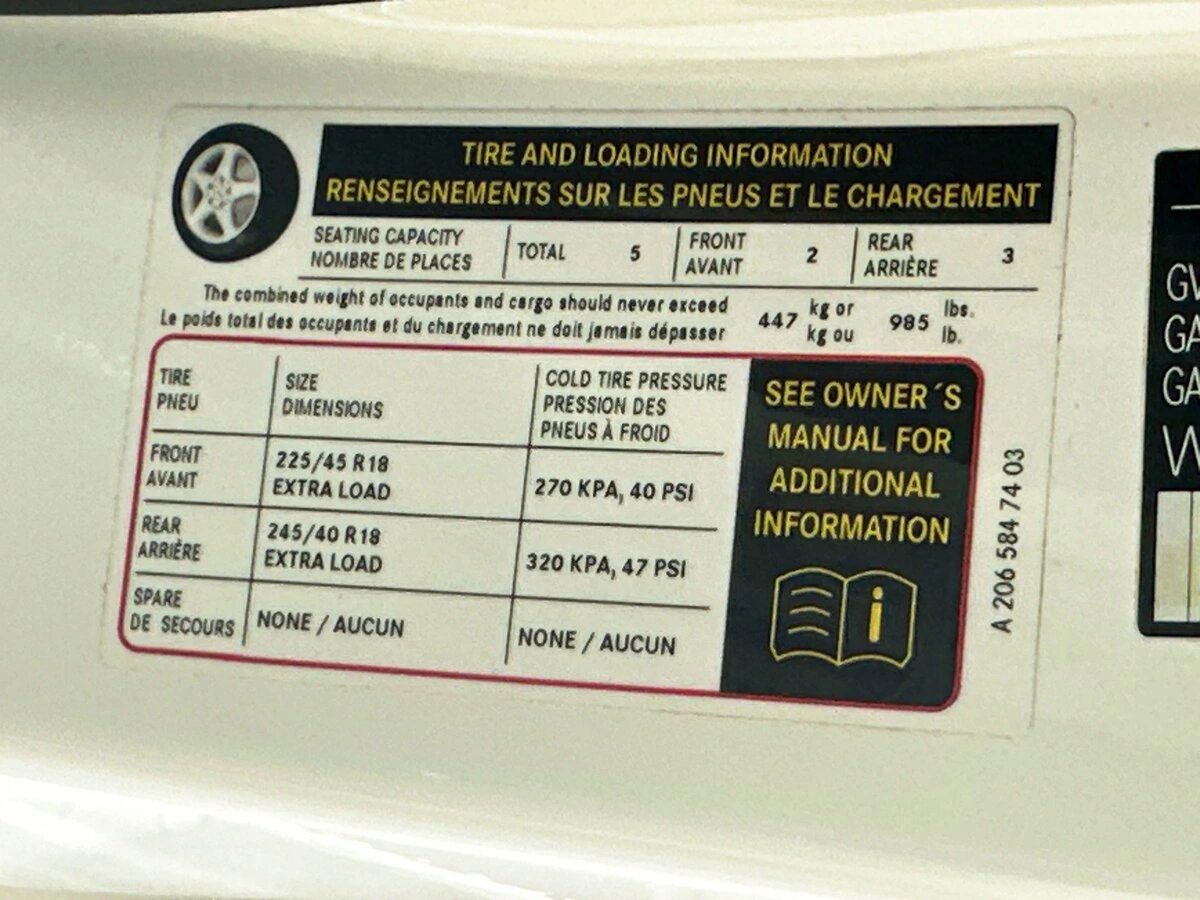 TIRE AND LOADING INFORMATION
RENSEIGNEMENTS SUR LES PNEUS ET LE CHARGEMENT
SEATING CAPACITY
NOMBRE DE PLACES
TOTAL 5
FRONT
AVANT
2
REAR
ARRIÈRE
3
The combined weight of occupants and cargo should never exceed
Le poids total des occupants et du chargement ne doit jamais dépasser
447
kg or
kg ou
985
lbs.
lb.
TIRE
PNEU
SIZE
DIMENSIONS
COLD TIRE PRESSURE
PRESSION DES
PNEUS À FROID
FRONT
AVANT
225/45 R18
EXTRA LOAD
270 KPA, 40 PSI
REAR
ARRIÈRE
245/40 R18
EXTRA LOAD
320 KPA, 47 PSI
SPARE
DE SECOURS
NONE / AUCUN
NONE / AUCUN
SEE OWNER´S
MANUAL FOR
ADDITIONAL
INFORMATION
i
A 206 584 74 03